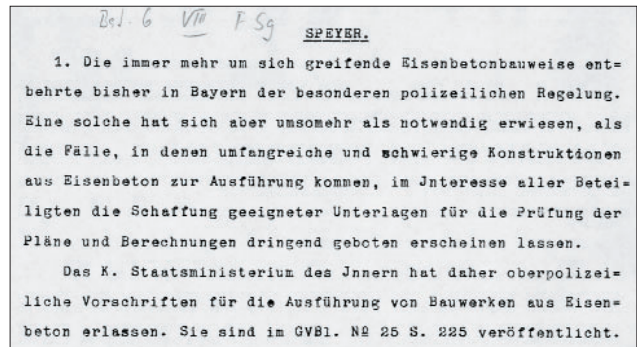 VIII
SPEYER.
1. Die immer mehr um sich greifende Eisenbetonbauweise ent=
behrte bisher in Bayern der besonderen polizeilichen Regelung.
Eine solche hat sich aber umsomehr als notwendig erwiesen, als
die Fälle, in denen umfangreiche und schwierige Konstruktionen
aus Eisenbeton zur Ausführung kommen, im Jnteresse aller Betei=
ligten die Schaffung geeigneter Unterlagen für die Prüfung der
Pläne und Berechnungen dringend geboten erscheinen lassen.
Das K. Staatsministerium des Jnnern hat daher oberpolizei=
liche Vorschriften für die Ausführung von Bauwerken aus Eisen=
beton erlassen. Sie sind im GVBl. № 25 S. 225 veröffentlicht.